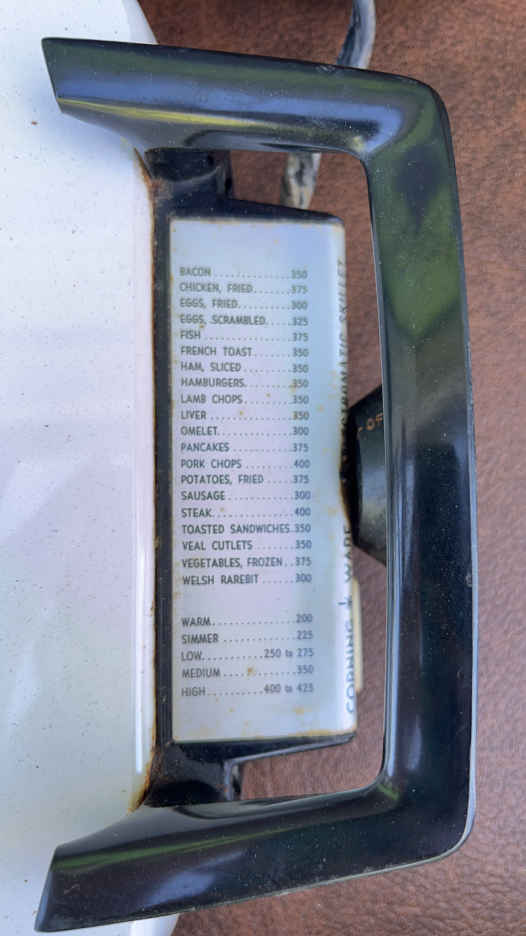 BACON . . . . . . . . . . . . . . 350
CHICKEN, FRIED . . . . . . . 375
EGGS, FRIED . . . . . . . . . . 300
EGGS, SCRAMBLED . . . . . 325
FISH . . . . . . . . . . . . . . . . 375
FRENCH TOAST . . . . . . . 350
HAM, SLICED . . . . . . . . . 350
HAMBURGERS . . . . . . . . . 350
LAMB CHOPS . . . . . . . . . 350
LIVER . . . . . . . . . . . . . . . 350
OMELET . . . . . . . . . . . . . 300
PANCAKES . . . . . . . . . . . 375
PORK CHOPS . . . . . . . . . 400
POTATOES, FRIED . . . . . 375
SAUSAGE . . . . . . . . . . . . 300
STEAK . . . . . . . . . . . . . . . 400
TOASTED SANDWICHES . 350
VEAL CUTLETS . . . . . . . 350
VEGETABLES, FROZEN . . 375
WELSH RAREBIT . . . . . . 300
WARM . . . . . . . . . . . . . . . 200
SIMMER . . . . . . . . . . . . . 225
LOW . . . . . . . . . . . 250 to 275
MEDIUM . . . . . . . . . . . . . 350
HIGH . . . . . . . . . . 400 to 425
CORNING WARE ELECTROMATIC SKILLET
OFF